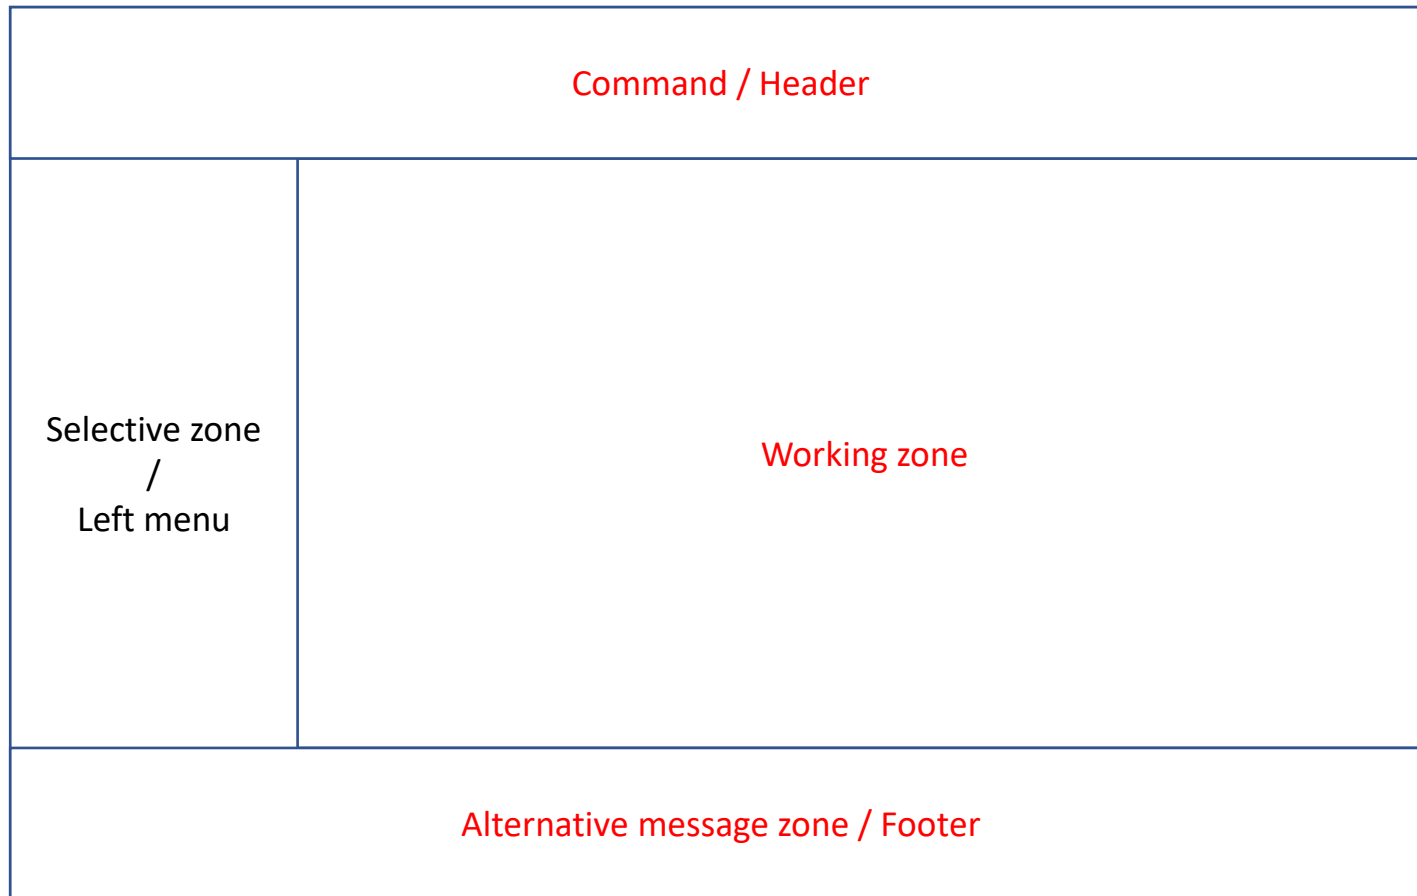 Command / Header
Selective zone
/
Left menu
Working zone
Alternative message zone / Footer